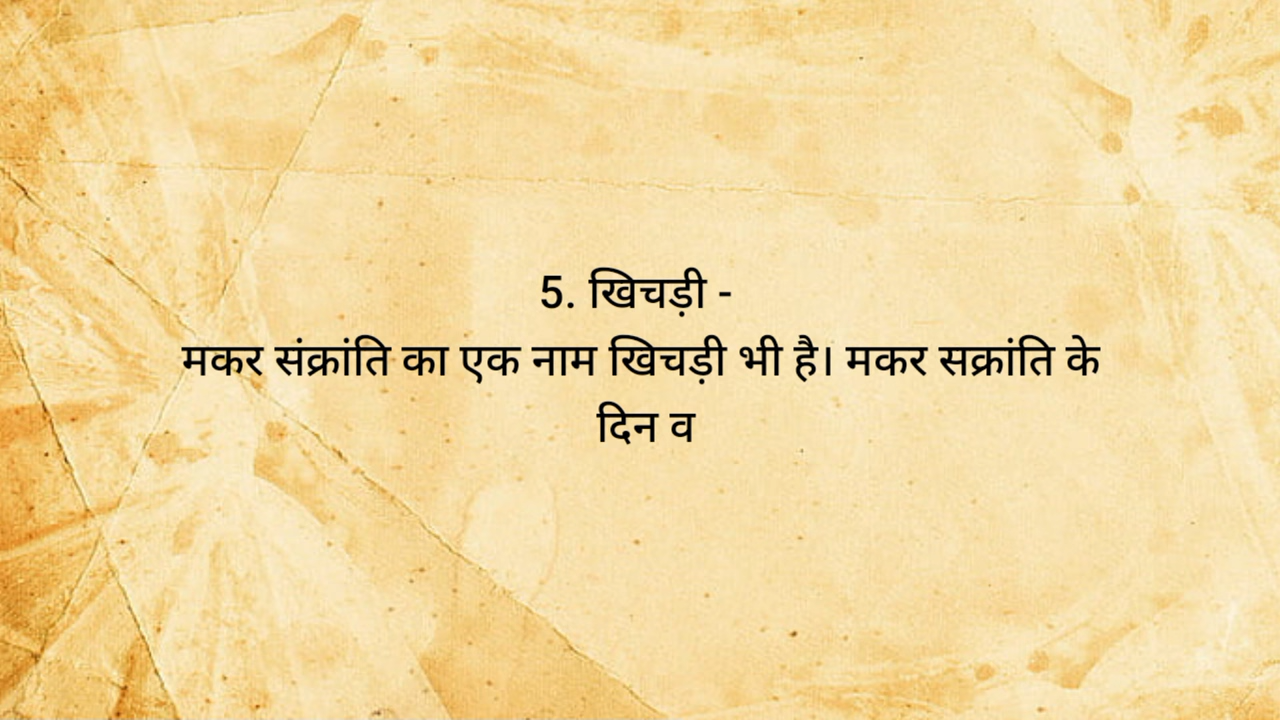 5. खिचड़ी -
मकर संक्रांति का एक नाम खिचड़ी भी है। मकर सक्रांति के
दिन व